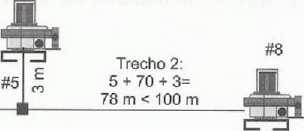 #5
3 m
Trecho 2:
5 + 70 + 3=
78 m < 100 m
#8